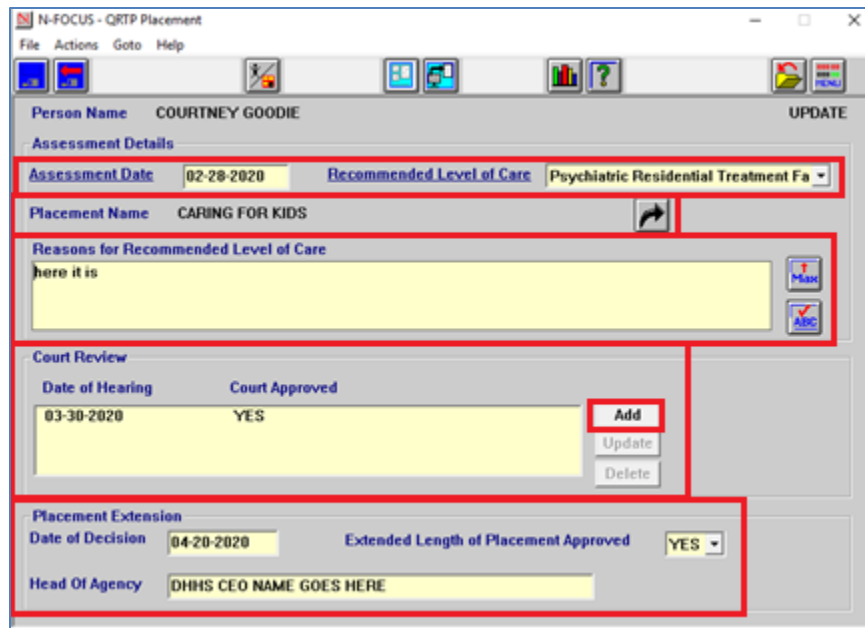 N-FOCUS - QRTP Placement
File Actions Goto Help
MENU
Person Name COURTNEY GOODIE UPDATE
Assessment Details
Assessment Date 02-28-2020 Recommended Level of Care Psychiatric Residential Treatment Fa
Placement Name CARING FOR KIDS
Reasons for Recommended Level of Care
here it is
Max
ABC
Court Review
Date of Hearing Court Approved
03-30-2020 YES
Add
Update
Delete
Placement Extension
Date of Decision 04-20-2020 Extended Length of Placement Approved YES
Head Of Agency DHHS CEO NAME GOES HERE